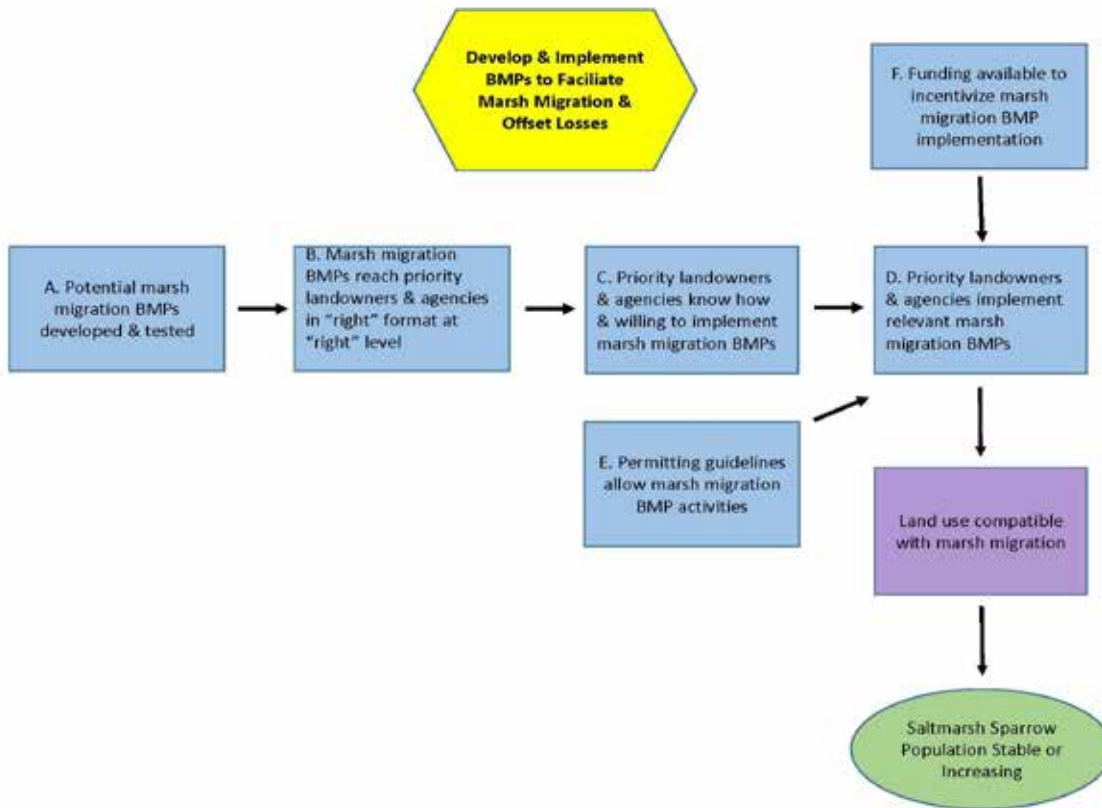 Develop & Implement
BMPs to Faciliate
Marsh Migration &
Offset Losses
F. Funding available to
incentivize marsh
migration BMP
implementation
A. Potential marsh
migration BMPs
developed & tested
B. Marsh migration
BMPs reach priority
landowners & agencies
in “right” format at
“right” level
C. Priority landowners
& agencies know how
& willing to implement
marsh migration BMPs
D. Priority landowners
& agencies implement
relevant marsh
migration BMPs
E. Permitting guidelines
allow marsh migration
BMP activities
Land use compatible
with marsh migration
Saltmarsh Sparrow
Population Stable or
Increasing